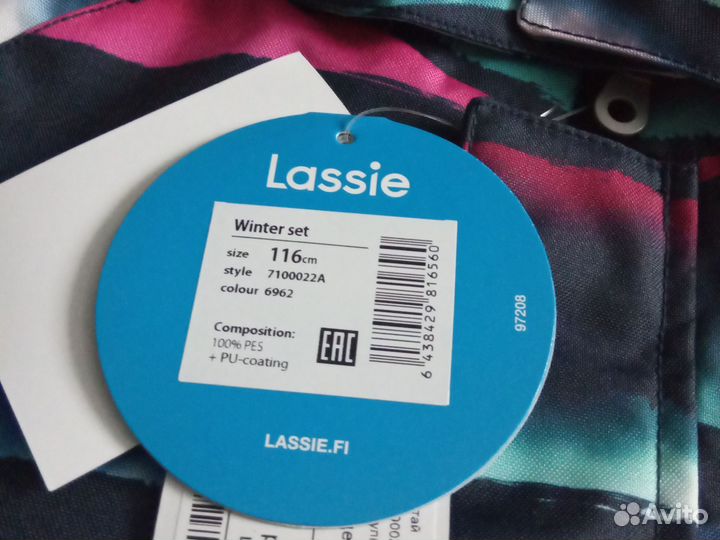 Lassie
Winter set
size 116cm
style 7100022A
colour 6962
Composition:
100% PES
+ PU-coating
EAC
6 438429 816560
97208
LASSIE.FI
Avito